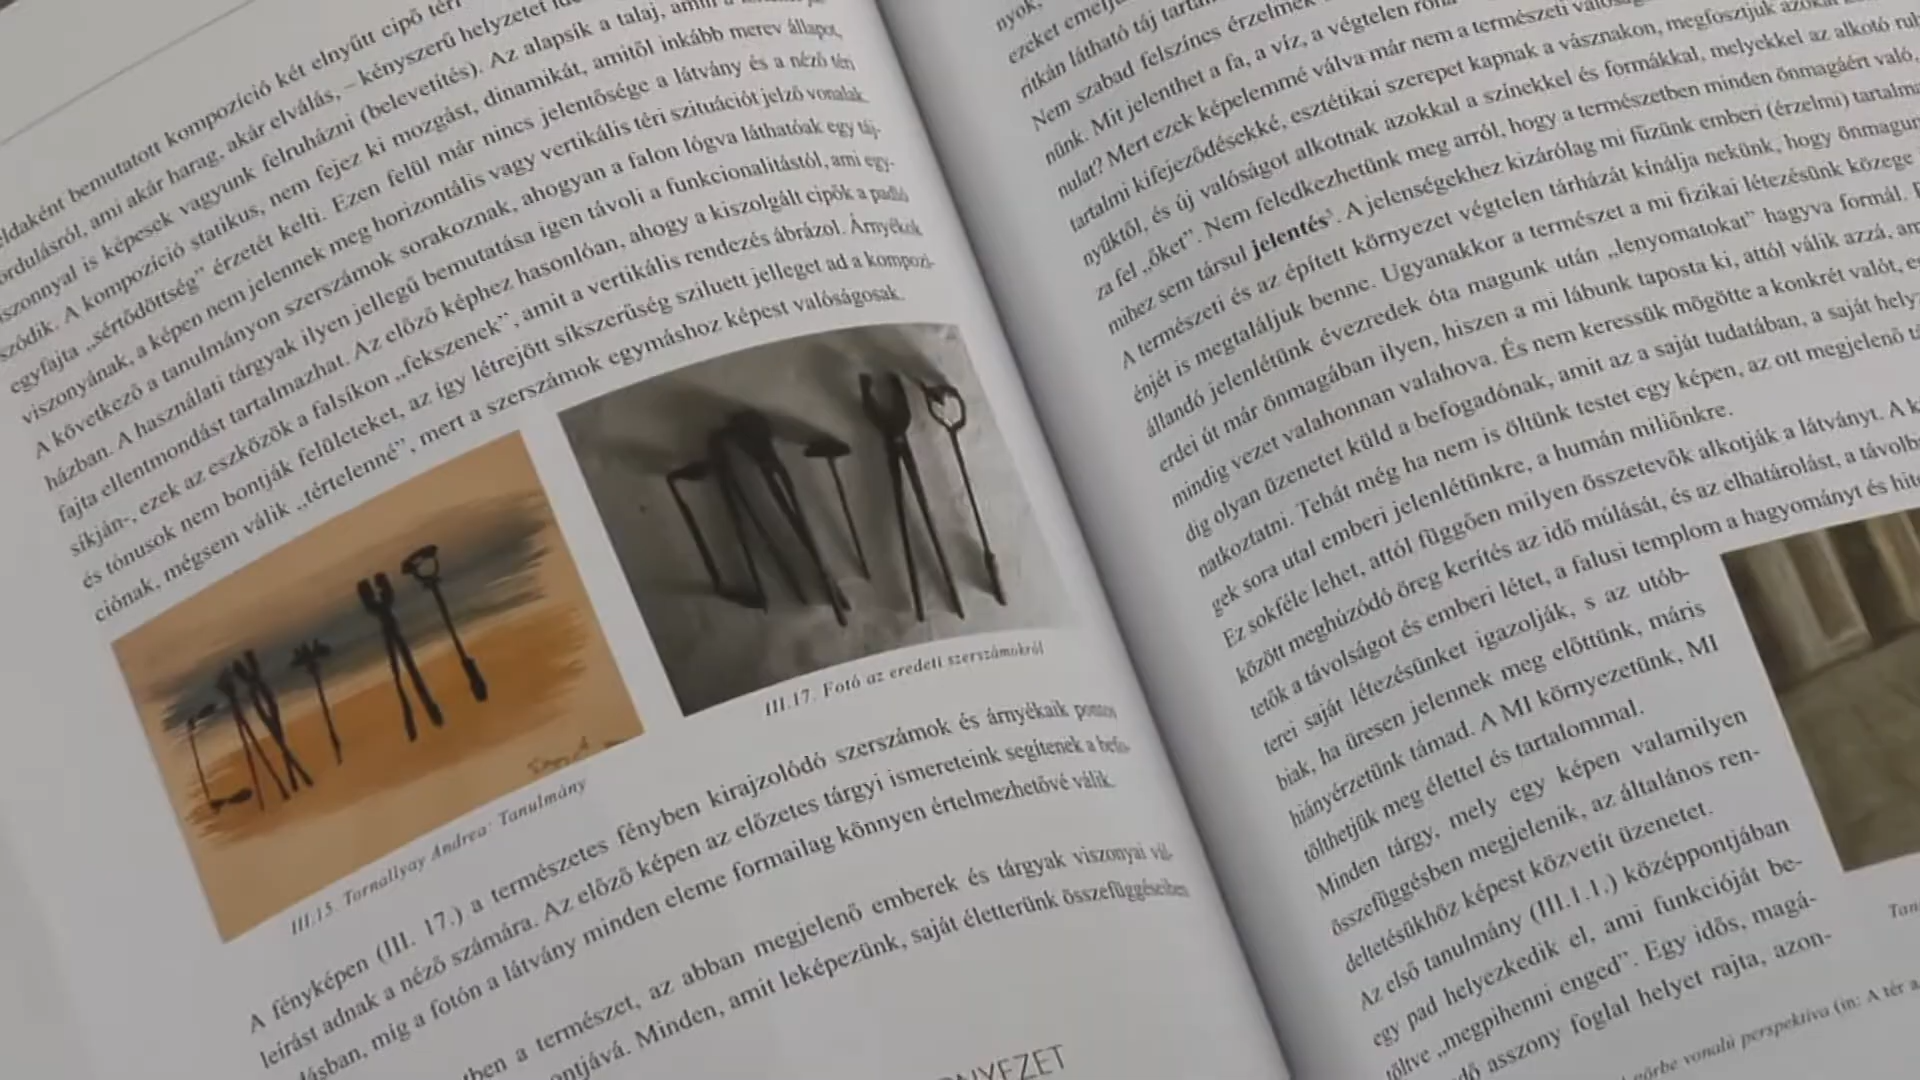 éldaként bemutatott kompozíció két elnyűtt cipő téri
fordulásról, ami akár harag, akár elválás, – kényszerű helyzetet
szonnyal is képesek vagyunk felruházni (belevetítés). Az alapsík a talaj,
sződik. A kompozíció statikus, nem fejez ki mozgást, dinamikát, amitől inkább merev állapot,
egyfajta „sértődöttség” érzetét kelti. Ezen felül már nincs jelentősége a látvány és a néző téri
viszonyának, a képen nem jelennek meg horizontális vagy vertikális téri szituációt jelző vonalak.
A következő a tanulmányon szerszámok sorakoznak, ahogyan a falon lógva láthatóak egy táj-
házban. A használati tárgyak ilyen jellegű bemutatása igen távoli a funkcionalitástól, ami egy-
fajta ellentmondást tartalmazhat. Az előző képhez hasonlóan, ahogy a kiszolgált cipők a padló
síkján-, ezek az eszközök a falsíkon „fekszenek”, amit a vertikális rendezés ábrázol. Árnyékok
és tónusok nem bontják felületeket, az így létrejött síkszerűség sziluett jelleget ad a kompozí-
ciónak, mégsem válik „tértelenné”, mert a szerszámok egymáshoz képest valóságosak.
III.15. Tornallyay Andrea: Tanulmány
III.17. Fotó az eredeti szerszámokról
A fényképen (III. 17.) a természetes fényben kirajzolódó szerszámok és árnyékaik pontos
leírást adnak a néző számára. Az előző képen az előzetes tárgyi ismereteink segítenek a befo-
dásban, míg a fotón a látvány minden eleme formailag könnyen értelmezhetővé válik.
ben a természet, az abban megjelenő emberek és tárgyak viszonyai vál-
ontjává. Minden, amit leképezünk, saját életterünk összefüggéseiben
NYEZET
nyok,
ezeket emelj
ritkán látható táj
Nem szabad felszínes érzelmek
nünk. Mit jelenthet a fa, a víz, a végtelen
nulat? Mert ezek képelemmé válva már nem a természeti
tartalmi kifejeződésekké, esztétikai szerepet kapnak a vásznakon, megfosztjuk
nyüktől, és új valóságot alkotnak azokkal a színekkel és formákkal, melyekkel az alkotó
za fel „őket”. Nem feledkezhetünk meg arról, hogy a természetben minden önmagáért való,
mihez sem társul jelentés. A jelenségekhez kizárólag mi fűzünk emberi (érzelmi)
A természeti és az épített környezet végtelen tárházát kínálja nekünk, hogy
énjét is megtaláljuk benne. Ugyanakkor a természet a mi fizikai létezésünk közege
állandó jelenlétünk évezredek óta magunk után „lenyomatokat” hagyva formál.
erdei út már önmagában ilyen, hiszen a mi lábunk taposta ki, attól válik azzá,
mindig vezet valahonnan valahova. És nem keressük mögötte a konkrét valót,
dig olyan üzenetet küld a befogadónak, amit az a saját tudatában, a saját
natkoztatni. Tehát még ha nem is öltünk testet egy képen, az ott megjelenő
gek sora utal emberi jelenlétünkre, a humán miliőnkre.
Ez sokféle lehet, attól függően milyen összetevők alkotják a látványt. A
között meghúzódó öreg kerítés az idő múlását, és az elhatárolást, a
tetők a távolságot és emberi létet, a falusi templom a hagyományt és
terei saját létezésünket igazolják, s az utób-
biak, ha üresen jelennek meg előttünk, máris
hiányérzetünk támad. A MI környezetünk, MI
tölthetjük meg élettel és tartalommal.
Minden tárgy, mely egy képen valamilyen
összefüggésben megjelenik, az általános ren-
deltetésükhöz képest közvetít üzenetet.
Az első tanulmány (III.1.1.) középpontjában
egy pad helyezkedik el, ami funkcióját be-
töltve „megpihenni enged”. Egy idős, magá-
dő asszony foglal helyet rajta, azon-
Tan
görbe vonalú perspektíva (in: A tér